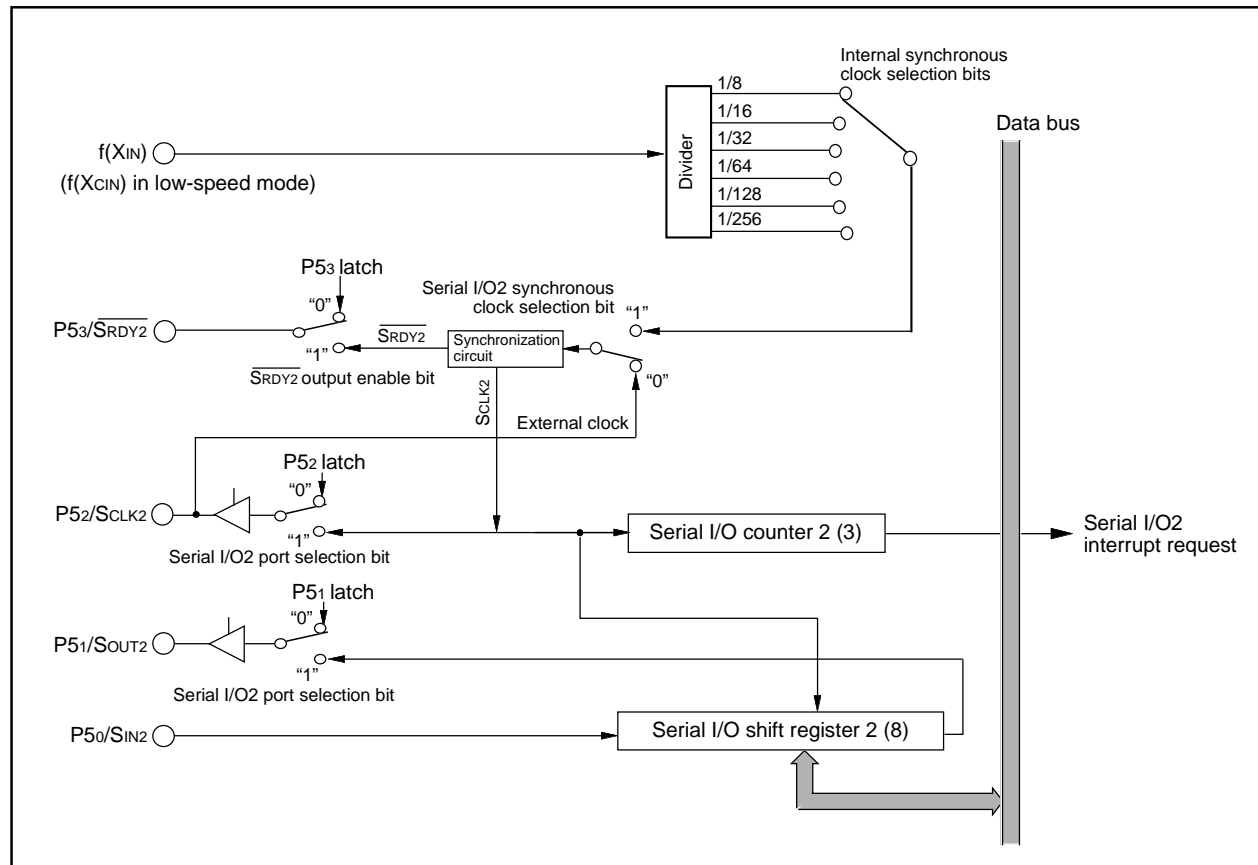 Internal synchronous
clock selection bits
1/8
1/16
1/32
1/64
1/128
1/256
Divider
Data bus
f(XIN)
(f(XCIN) in low-speed mode)
P53 latch
"0"
P53/SRDY2
"1"
SRDY2
SRDY2 output enable bit
Serial I/O2 synchronous
clock selection bit
"1"
Synchronization
circuit
"0"
SCLK2
External clock
P52 latch
"0"
P52/SCLK2
"1"
Serial I/O2 port selection bit
Serial I/O counter 2 (3)
Serial I/O2
interrupt request
P51 latch
"0"
P51/SOUT2
"1"
Serial I/O2 port selection bit
P50/SIN2
Serial I/O shift register 2 (8)